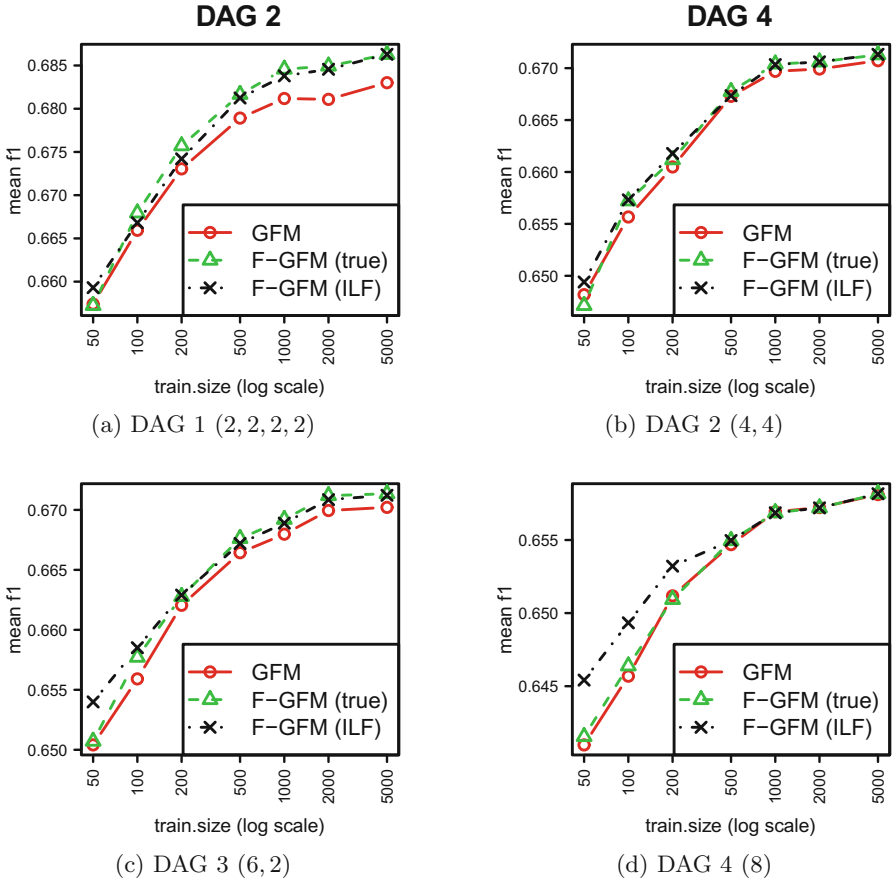 DAG 2
0.685
0.680
0.675
0.670
0.665
0.660
mean f1
GFM
F−GFM (true)
F−GFM (ILF)
50
100
200
500
1000
2000
5000
train.size (log scale)
(a) DAG 1 (2, 2, 2, 2)
DAG 4
0.670
0.665
0.660
0.655
0.650
mean f1
GFM
F−GFM (true)
F−GFM (ILF)
50
100
200
500
1000
2000
5000
train.size (log scale)
(b) DAG 2 (4, 4)
0.670
0.665
0.660
0.655
0.650
mean f1
GFM
F−GFM (true)
F−GFM (ILF)
50
100
200
500
1000
2000
5000
train.size (log scale)
(c) DAG 3 (6, 2)
0.655
0.650
0.645
mean f1
GFM
F−GFM (true)
F−GFM (ILF)
50
100
200
500
1000
2000
5000
train.size (log scale)
(d) DAG 4 (8)